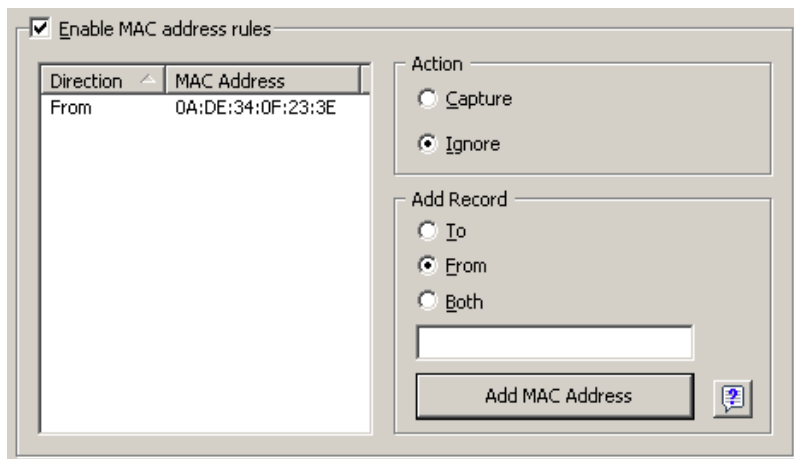 Enable MAC address rules
Direction MAC Address
From 0A:DE:34:0F:23:3E
Action
Capture
Ignore
Add Record
To
From
Both
Add MAC Address
?